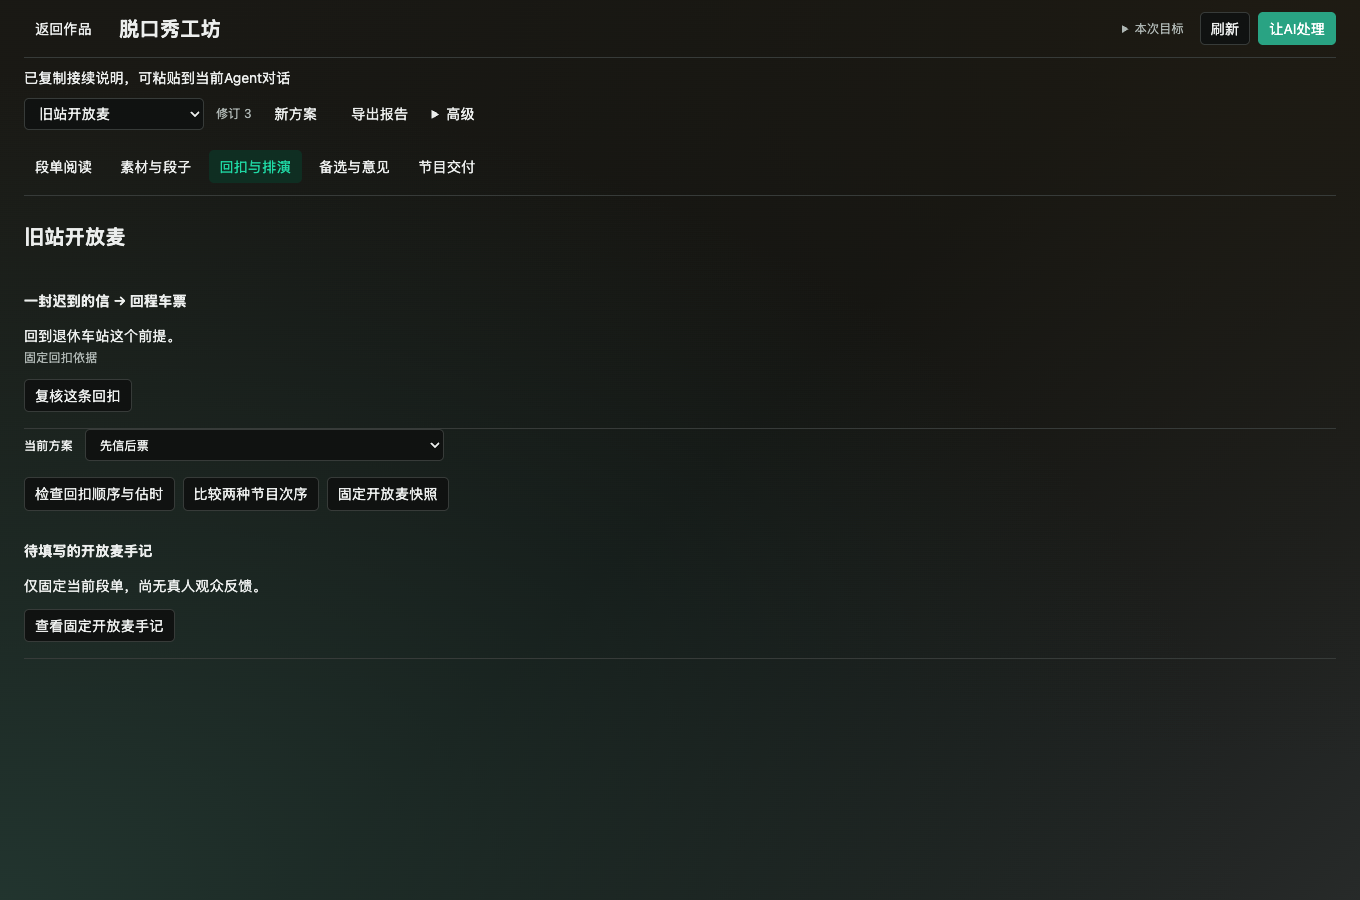 返回作品 脱口秀工坊 ▶ 本次目标 刷新 让AI处理
已复制接续说明，可粘贴到当前Agent对话
旧站开放麦 修订 3 新方案 导出报告 ▶ 高级
段单阅读 素材与段子 回扣与排演 备选与意见 节目交付
旧站开放麦
一封迟到的信 → 回程车票
回到退休车站这个前提。
固定回扣依据
复核这条回扣
当前方案 先信后票
检查回扣顺序与估时 比较两种节目次序 固定开放麦快照
待填写的开放麦手记
仅固定当前段单，尚无真人观众反馈。
查看固定开放麦手记